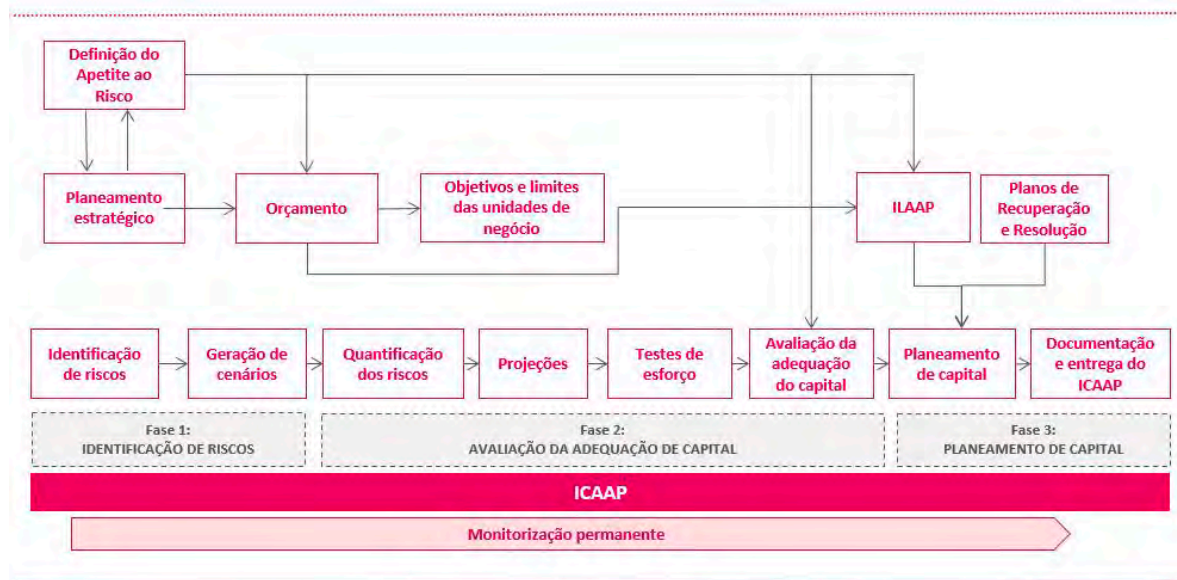 Definição do
Apetite ao
Risco
Planeamento
estratégico
Orçamento
Objetivos e limites
das unidades de
negócio
ILAAP
Planos de
Recuperação
e Resolução
Identificação
de riscos
Geração de
cenários
Quantificação
dos riscos
Projeções
Testes de
esforço
Avaliação da
adequação
do capital
Planeamento
de capital
Documentação
e entrega do
ICAAP
Fase 1:
IDENTIFICAÇÃO DE RISCOS
Fase 2:
AVALIAÇÃO DA ADEQUAÇÃO DE CAPITAL
Fase 3:
PLANEAMENTO DE CAPITAL
ICAAP
Monitorização permanente